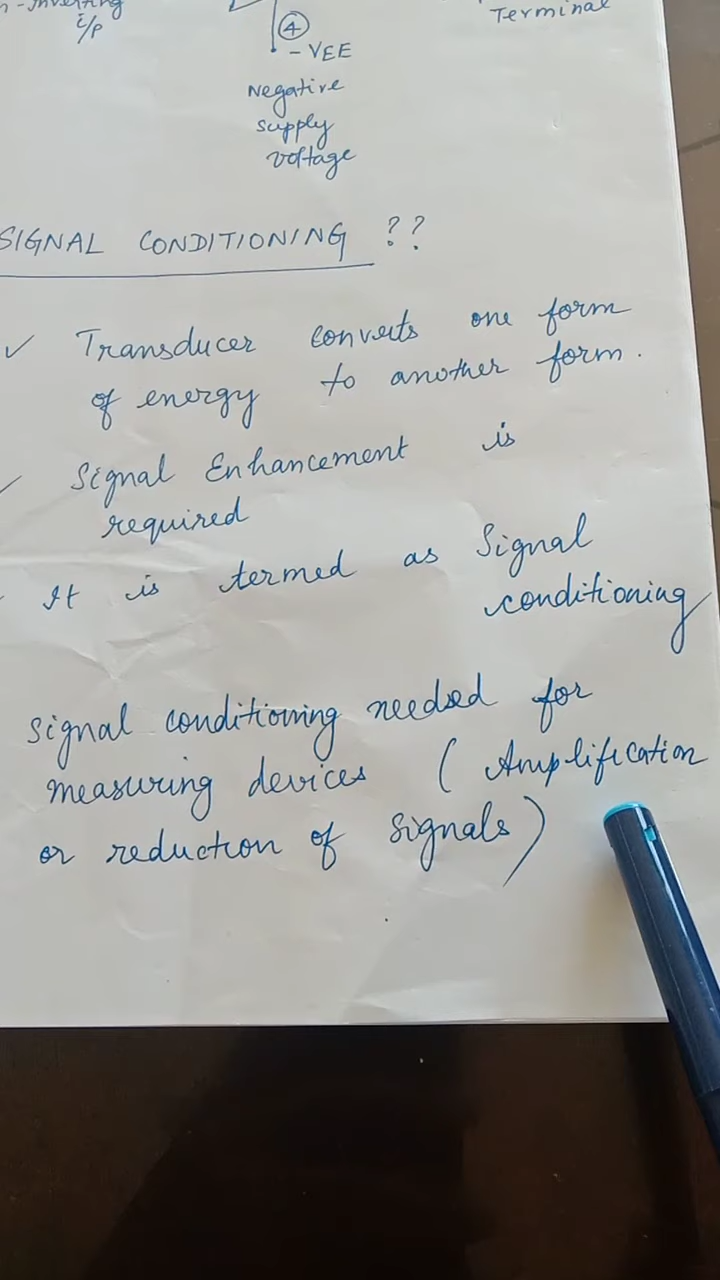 n-Inverting
i/p
Terminal
4
- VEE
Negative
supply
voltage
SIGNAL CONDITIONING ??
✓ Transducer converts one form
of energy to another form.
✓ Signal Enhancement is
required
It is termed as Signal
conditioning
Signal conditioning needed for
measuring devices ( Amplification
or reduction of signals)